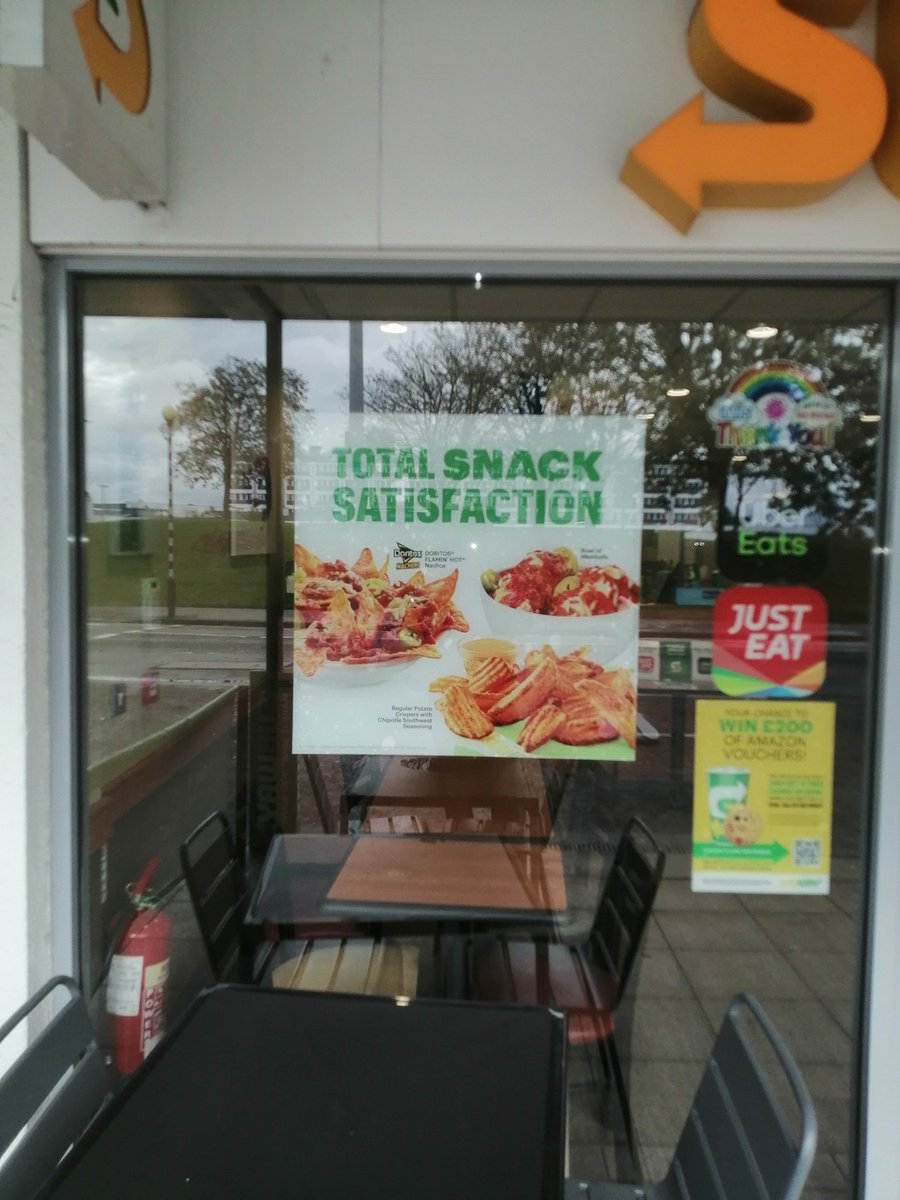 S
TOTAL SNACK
SATISFACTION
Doritos
NACHOS
DORITOS®
FLAMIN' HOT®
Nachos
Bowl of
Meatballs
Regular Potato
Crispers with
Chipotle Southwest
Seasoning
Thank You!
Uber
Eats
JUST
EAT
YOUR CHANCE TO
WIN £200
OF AMAZON
VOUCHERS!